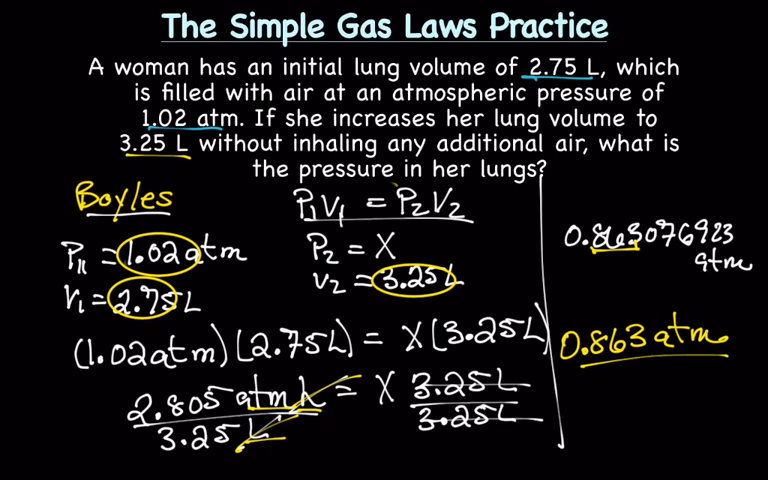 The Simple Gas Laws Practice
A woman has an initial lung volume of 2.75 L, which
is filled with air at an atmospheric pressure of
1.02 atm. If she increases her lung volume to
3.25 L without inhaling any additional air, what is
the pressure in her lungs?
Boyles
P₁ = 1.02 atm
V₁ = 2.75 L
P₁V₁ = P₂V₂
P₂ = X
V₂ = 3.25 L
(1.02 atm) (2.75L) = X (3.25L)
2.805 atm L = X 3.25L
3.25 L 3.25L
0.863076923
atm
0.863 atm